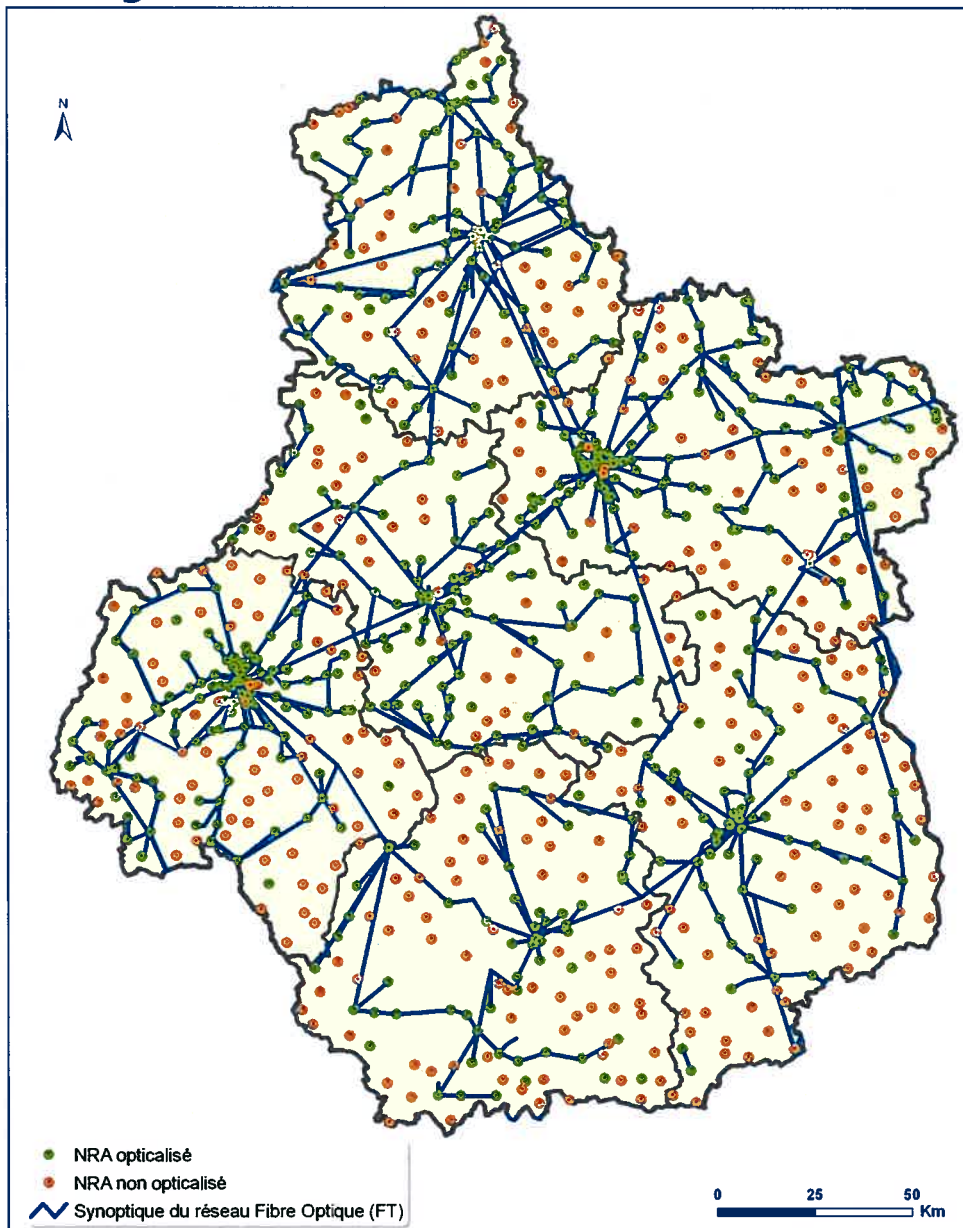 N
NRA opticalisé
NRA non opticalisé
Synoptique du réseau Fibre Optique (FT)
0 25 50
Km